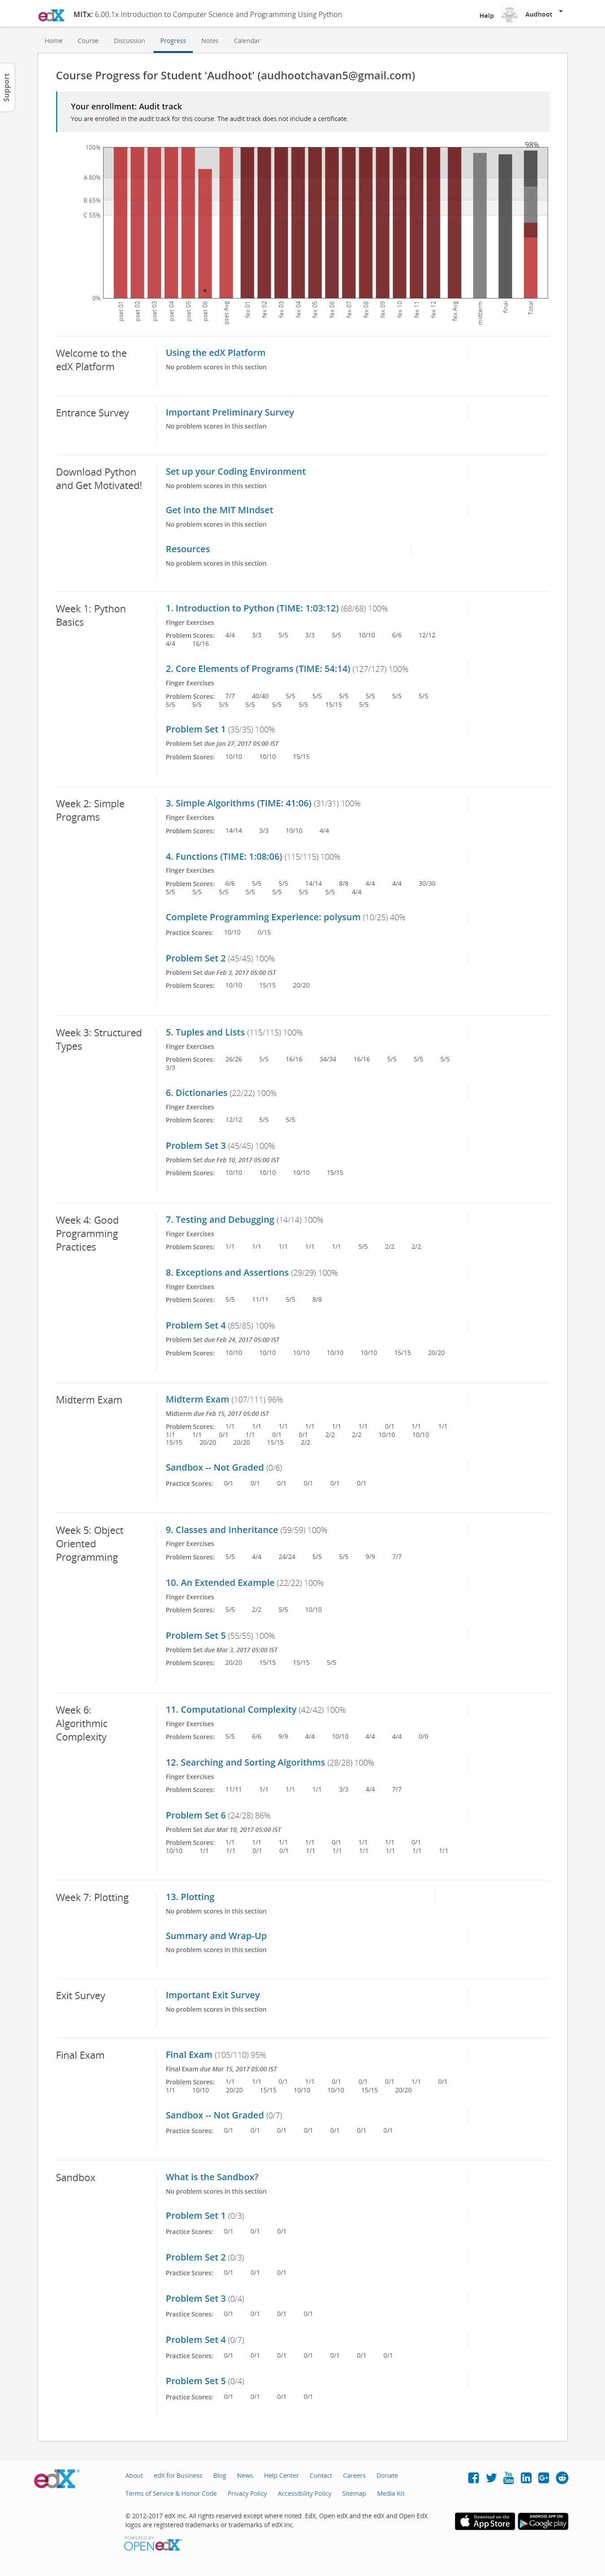 edX MITx: 6.00.1x Introduction to Computer Science and Programming Using Python Help Audhoot
Home Course Discussion Progress Notes Calendar
Support
Course Progress for Student 'Audhoot' (audhootchavan5@gmail.com)
Your enrollment: Audit track
You are enrolled in the audit track for this course. The audit track does not include a certificate.
98%
100%
A 80%
B 65%
C 55%
0%
pset 01 pset 02 pset 03 pset 04 pset 05 pset 06 pset Avg fex 01 fex 02 fex 03 fex 04 fex 05 fex 06 fex 07 fex 08 fex 09 fex 10 fex 11 fex 12 fex Avg midterm final Total
Welcome to the edX Platform
Using the edX Platform
No problem scores in this section
Entrance Survey
Important Preliminary Survey
No problem scores in this section
Download Python and Get Motivated!
Set up your Coding Environment
No problem scores in this section
Get into the MIT MIndset
No problem scores in this section
Resources
No problem scores in this section
Week 1: Python Basics
1. Introduction to Python (TIME: 1:03:12) (68/68) 100%
Finger Exercises
Problem Scores: 4/4 3/3 5/5 3/3 5/5 10/10 6/6 12/12
4/4 16/16
2. Core Elements of Programs (TIME: 54:14) (127/127) 100%
Finger Exercises
Problem Scores: 7/7 40/40 5/5 5/5 5/5 5/5 5/5 5/5
5/5 5/5 5/5 5/5 5/5 5/5 15/15 5/5
Problem Set 1 (35/35) 100%
Problem Set due Jan 27, 2017 05:00 IST
Problem Scores: 10/10 10/10 15/15
Week 2: Simple Programs
3. Simple Algorithms (TIME: 41:06) (31/31) 100%
Finger Exercises
Problem Scores: 14/14 3/3 10/10 4/4
4. Functions (TIME: 1:08:06) (115/115) 100%
Finger Exercises
Problem Scores: 6/6 5/5 5/5 14/14 8/8 4/4 4/4 30/30
5/5 5/5 5/5 5/5 5/5 5/5 5/5 4/4
Complete Programming Experience: polysum (10/25) 40%
Practice Scores: 10/10 0/15
Problem Set 2 (45/45) 100%
Problem Set due Feb 3, 2017 05:00 IST
Problem Scores: 10/10 15/15 20/20
Week 3: Structured Types
5. Tuples and Lists (115/115) 100%
Finger Exercises
Problem Scores: 26/26 5/5 16/16 34/34 16/16 5/5 5/5 5/5
3/3
6. Dictionaries (22/22) 100%
Finger Exercises
Problem Scores: 12/12 5/5 5/5
Problem Set 3 (45/45) 100%
Problem Set due Feb 10, 2017 05:00 IST
Problem Scores: 10/10 10/10 10/10 15/15
Week 4: Good Programming Practices
7. Testing and Debugging (14/14) 100%
Finger Exercises
Problem Scores: 1/1 1/1 1/1 1/1 1/1 5/5 2/2 2/2
8. Exceptions and Assertions (29/29) 100%
Finger Exercises
Problem Scores: 5/5 11/11 5/5 8/8
Problem Set 4 (85/85) 100%
Problem Set due Feb 24, 2017 05:00 IST
Problem Scores: 10/10 10/10 10/10 10/10 10/10 15/15 20/20
Midterm Exam
Midterm Exam (107/111) 96%
Midterm due Feb 15, 2017 05:00 IST
Problem Scores: 1/1 1/1 1/1 1/1 1/1 1/1 0/1 1/1 1/1
1/1 1/1 0/1 1/1 0/1 0/1 2/2 2/2 10/10 10/10
15/15 20/20 20/20 15/15 2/2
Sandbox -- Not Graded (0/6)
Practice Scores: 0/1 0/1 0/1 0/1 0/1 0/1
Week 5: Object Oriented Programming
9. Classes and Inheritance (59/59) 100%
Finger Exercises
Problem Scores: 5/5 4/4 24/24 5/5 5/5 9/9 7/7
10. An Extended Example (22/22) 100%
Finger Exercises
Problem Scores: 5/5 2/2 5/5 10/10
Problem Set 5 (55/55) 100%
Problem Set due Mar 3, 2017 05:00 IST
Problem Scores: 20/20 15/15 15/15 5/5
Week 6: Algorithmic Complexity
11. Computational Complexity (42/42) 100%
Finger Exercises
Problem Scores: 5/5 6/6 9/9 4/4 10/10 4/4 4/4 0/0
12. Searching and Sorting Algorithms (28/28) 100%
Finger Exercises
Problem Scores: 11/11 1/1 1/1 1/1 3/3 4/4 7/7
Problem Set 6 (24/28) 86%
Problem Set due Mar 10, 2017 05:00 IST
Problem Scores: 1/1 1/1 1/1 1/1 0/1 1/1 1/1 0/1
10/10 1/1 1/1 0/1 0/1 1/1 1/1 1/1 1/1 1/1 1/1
Week 7: Plotting
13. Plotting
No problem scores in this section
Summary and Wrap-Up
No problem scores in this section
Exit Survey
Important Exit Survey
No problem scores in this section
Final Exam
Final Exam (105/110) 95%
Final Exam due Mar 15, 2017 05:00 IST
Problem Scores: 1/1 1/1 0/1 1/1 0/1 0/1 0/1 1/1 0/1
1/1 10/10 20/20 15/15 10/10 10/10 15/15 20/20
Sandbox -- Not Graded (0/7)
Practice Scores: 0/1 0/1 0/1 0/1 0/1 0/1 0/1
Sandbox
What is the Sandbox?
No problem scores in this section
Problem Set 1 (0/3)
Practice Scores: 0/1 0/1 0/1
Problem Set 2 (0/3)
Practice Scores: 0/1 0/1 0/1
Problem Set 3 (0/4)
Practice Scores: 0/1 0/1 0/1 0/1
Problem Set 4 (0/7)
Practice Scores: 0/1 0/1 0/1 0/1 0/1 0/1 0/1
Problem Set 5 (0/4)
Practice Scores: 0/1 0/1 0/1 0/1
edX
About edX for Business Blog News Help Center Contact Careers Donate
Terms of Service & Honor Code Privacy Policy Accessibility Policy Sitemap Media Kit
© 2012-2017 edX Inc. All rights reserved except where noted. EdX, Open edX and the edX and Open EdX
logos are registered trademarks or trademarks of edX Inc.
Download on the App Store
ANDROID APP ON Google play
POWERED BY OPEN edX